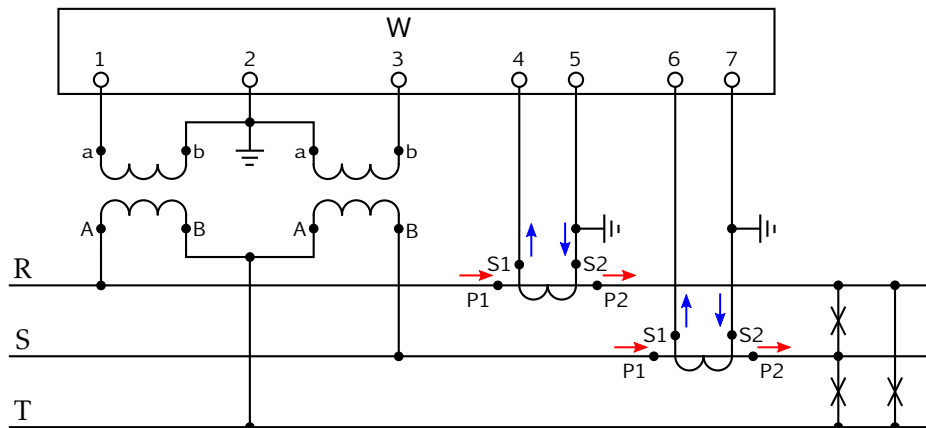 W
1 2 3 4 5 6 7
a b a b
A B A B
S1 S2
R
P1 P2
S1 S2
S
P1 P2
T